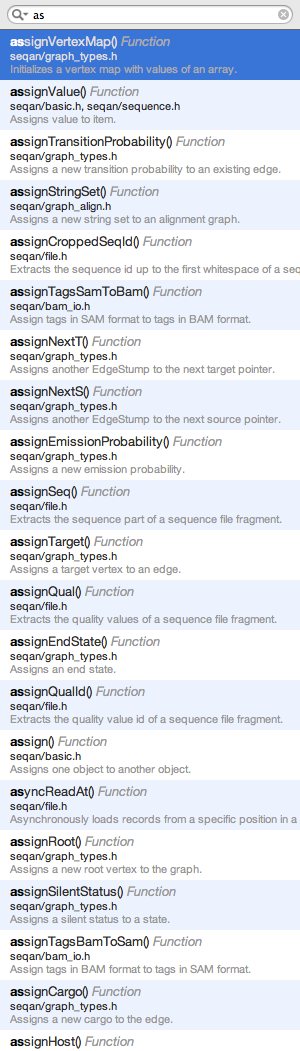 as
assignVertexMap() Function
seqan/graph_types.h
Initializes a vertex map with values of an array.
assignValue() Function
seqan/basic.h, seqan/sequence.h
Assigns value to item.
assignTransitionProbability() Function
seqan/graph_types.h
Assigns a new transition probability to an existing edge.
assignStringSet() Function
seqan/graph_align.h
Assigns a new string set to an alignment graph.
assignCroppedSeqId() Function
seqan/file.h
Extracts the sequence id up to the first whitespace of a seq
assignTagsSamToBam() Function
seqan/bam_io.h
Assign tags in SAM format to tags in BAM format.
assignNextT() Function
seqan/graph_types.h
Assigns another EdgeStump to the next target pointer.
assignNextS() Function
seqan/graph_types.h
Assigns another EdgeStump to the next source pointer.
assignEmissionProbability() Function
seqan/graph_types.h
Assigns a new emission probability.
assignSeq() Function
seqan/file.h
Extracts the sequence part of a sequence file fragment.
assignTarget() Function
seqan/graph_types.h
Assigns a target vertex to an edge.
assignQual() Function
seqan/file.h
Extracts the quality values of a sequence file fragment.
assignEndState() Function
seqan/graph_types.h
Assigns an end state.
assignQualId() Function
seqan/file.h
Extracts the quality value id of a sequence file fragment.
assign() Function
seqan/basic.h
Assigns one object to another object.
asyncReadAt() Function
seqan/file.h
Asynchronously loads records from a specific position in a
assignRoot() Function
seqan/graph_types.h
Assigns a new root vertex to the graph.
assignSilentStatus() Function
seqan/graph_types.h
Assigns a silent status to a state.
assignTagsBamToSam() Function
seqan/bam_io.h
Assign tags in BAM format to tags in SAM format.
assignCargo() Function
seqan/graph_types.h
Assigns a new cargo to the edge.
assignHost() Function